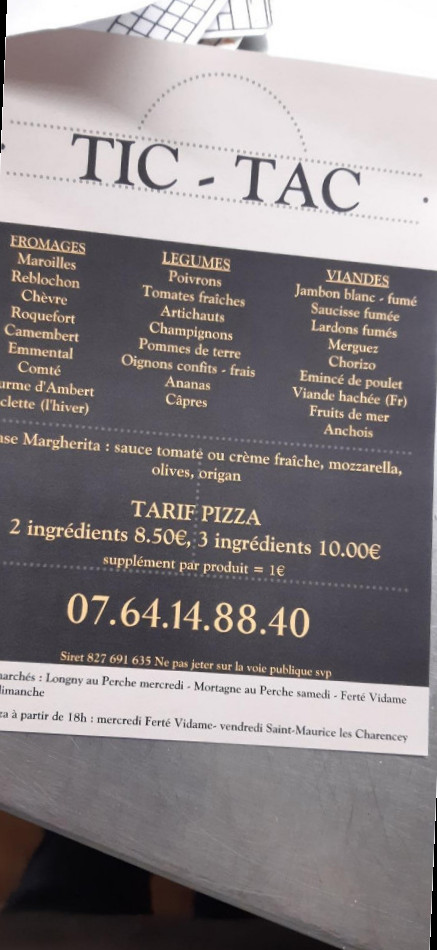 TIC - TAC
FROMAGES
Maroilles
Reblochon
Chèvre
Roquefort
Camembert
Emmental
Comté
urme d'Ambert
clette (l'hiver)
LEGUMES
Poivrons
Tomates fraîches
Artichauts
Champignons
Pommes de terre
Oignons confits - frais
Ananas
Câpres
VIANDES
Jambon blanc - fumé
Saucisse fumée
Lardons fumés
Merguez
Chorizo
Emincé de poulet
Viande hachée (Fr)
Fruits de mer
Anchois
ase Margherita : sauce tomate ou crème fraîche, mozzarella,
olives, origan
TARIF PIZZA
2 ingrédients 8.50€, 3 ingrédients 10.00€
supplément par produit = 1€
07.64.14.88.40
Siret 827 691 635 Ne pas jeter sur la voie publique svp
marchés : Longny au Perche mercredi - Mortagne au Perche samedi - Ferté Vidame
dimanche
za à partir de 18h : mercredi Ferté Vidame- vendredi Saint-Maurice les Charencey